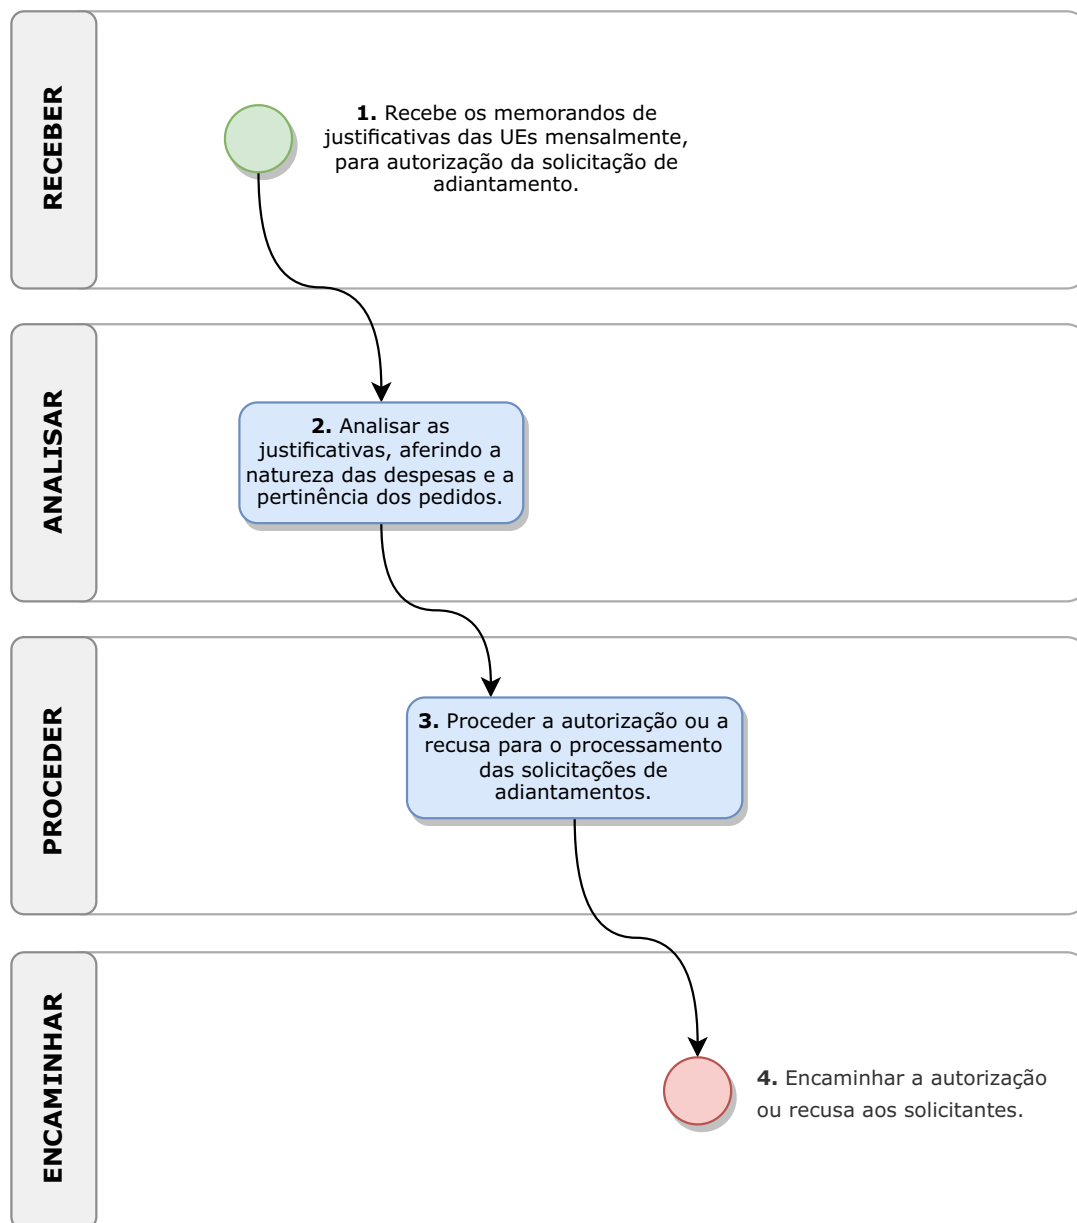 RECEBER
1. Recebe os memorandos de
justificativas das UEs mensalmente,
para autorização da solicitação de
adiantamento.
ANALISAR
2. Analisar as
justificativas, aferindo a
natureza das despesas e a
pertinência dos pedidos.
PROCEDER
3. Proceder a autorização ou a
recusa para o processamento
das solicitações de
adiantamentos.
ENCAMINHAR
4. Encaminhar a autorização
ou recusa aos solicitantes.